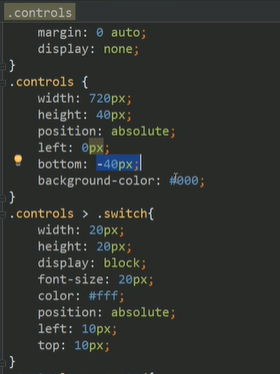 .controls
margin: 0 auto;
display: none;
}
.controls {
width: 720px;
height: 40px;
position: absolute;
left: 0px;
bottom: -40px;
background-color: #000;
}
.controls > .switch{
width: 20px;
height: 20px;
display: block;
font-size: 20px;
color: #fff;
position: absolute;
left: 10px;
top: 10px;
}